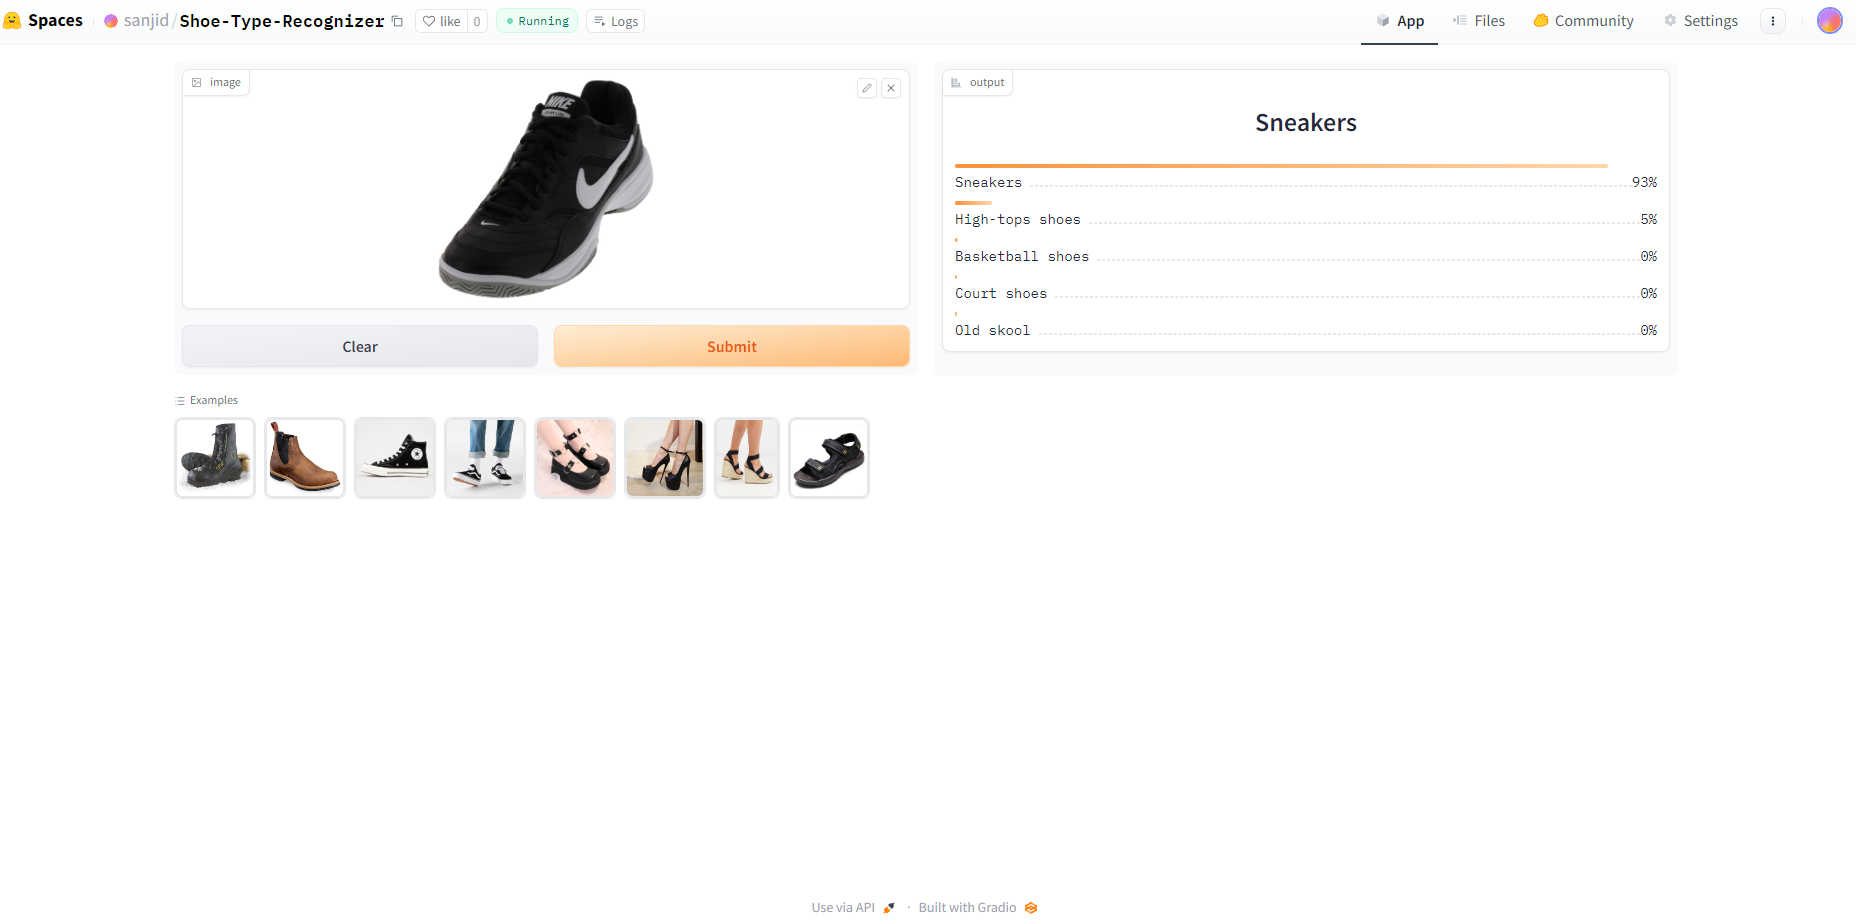 Spaces
sanjid/Shoe-Type-Recognizer
like 0
Running
Logs
App
Files
Community
Settings
image
NIKE
Clear
Submit
output
Sneakers
Sneakers 93%
High-tops shoes 5%
Basketball shoes 0%
Court shoes 0%
Old skool 0%
Examples
Use via API · Built with Gradio